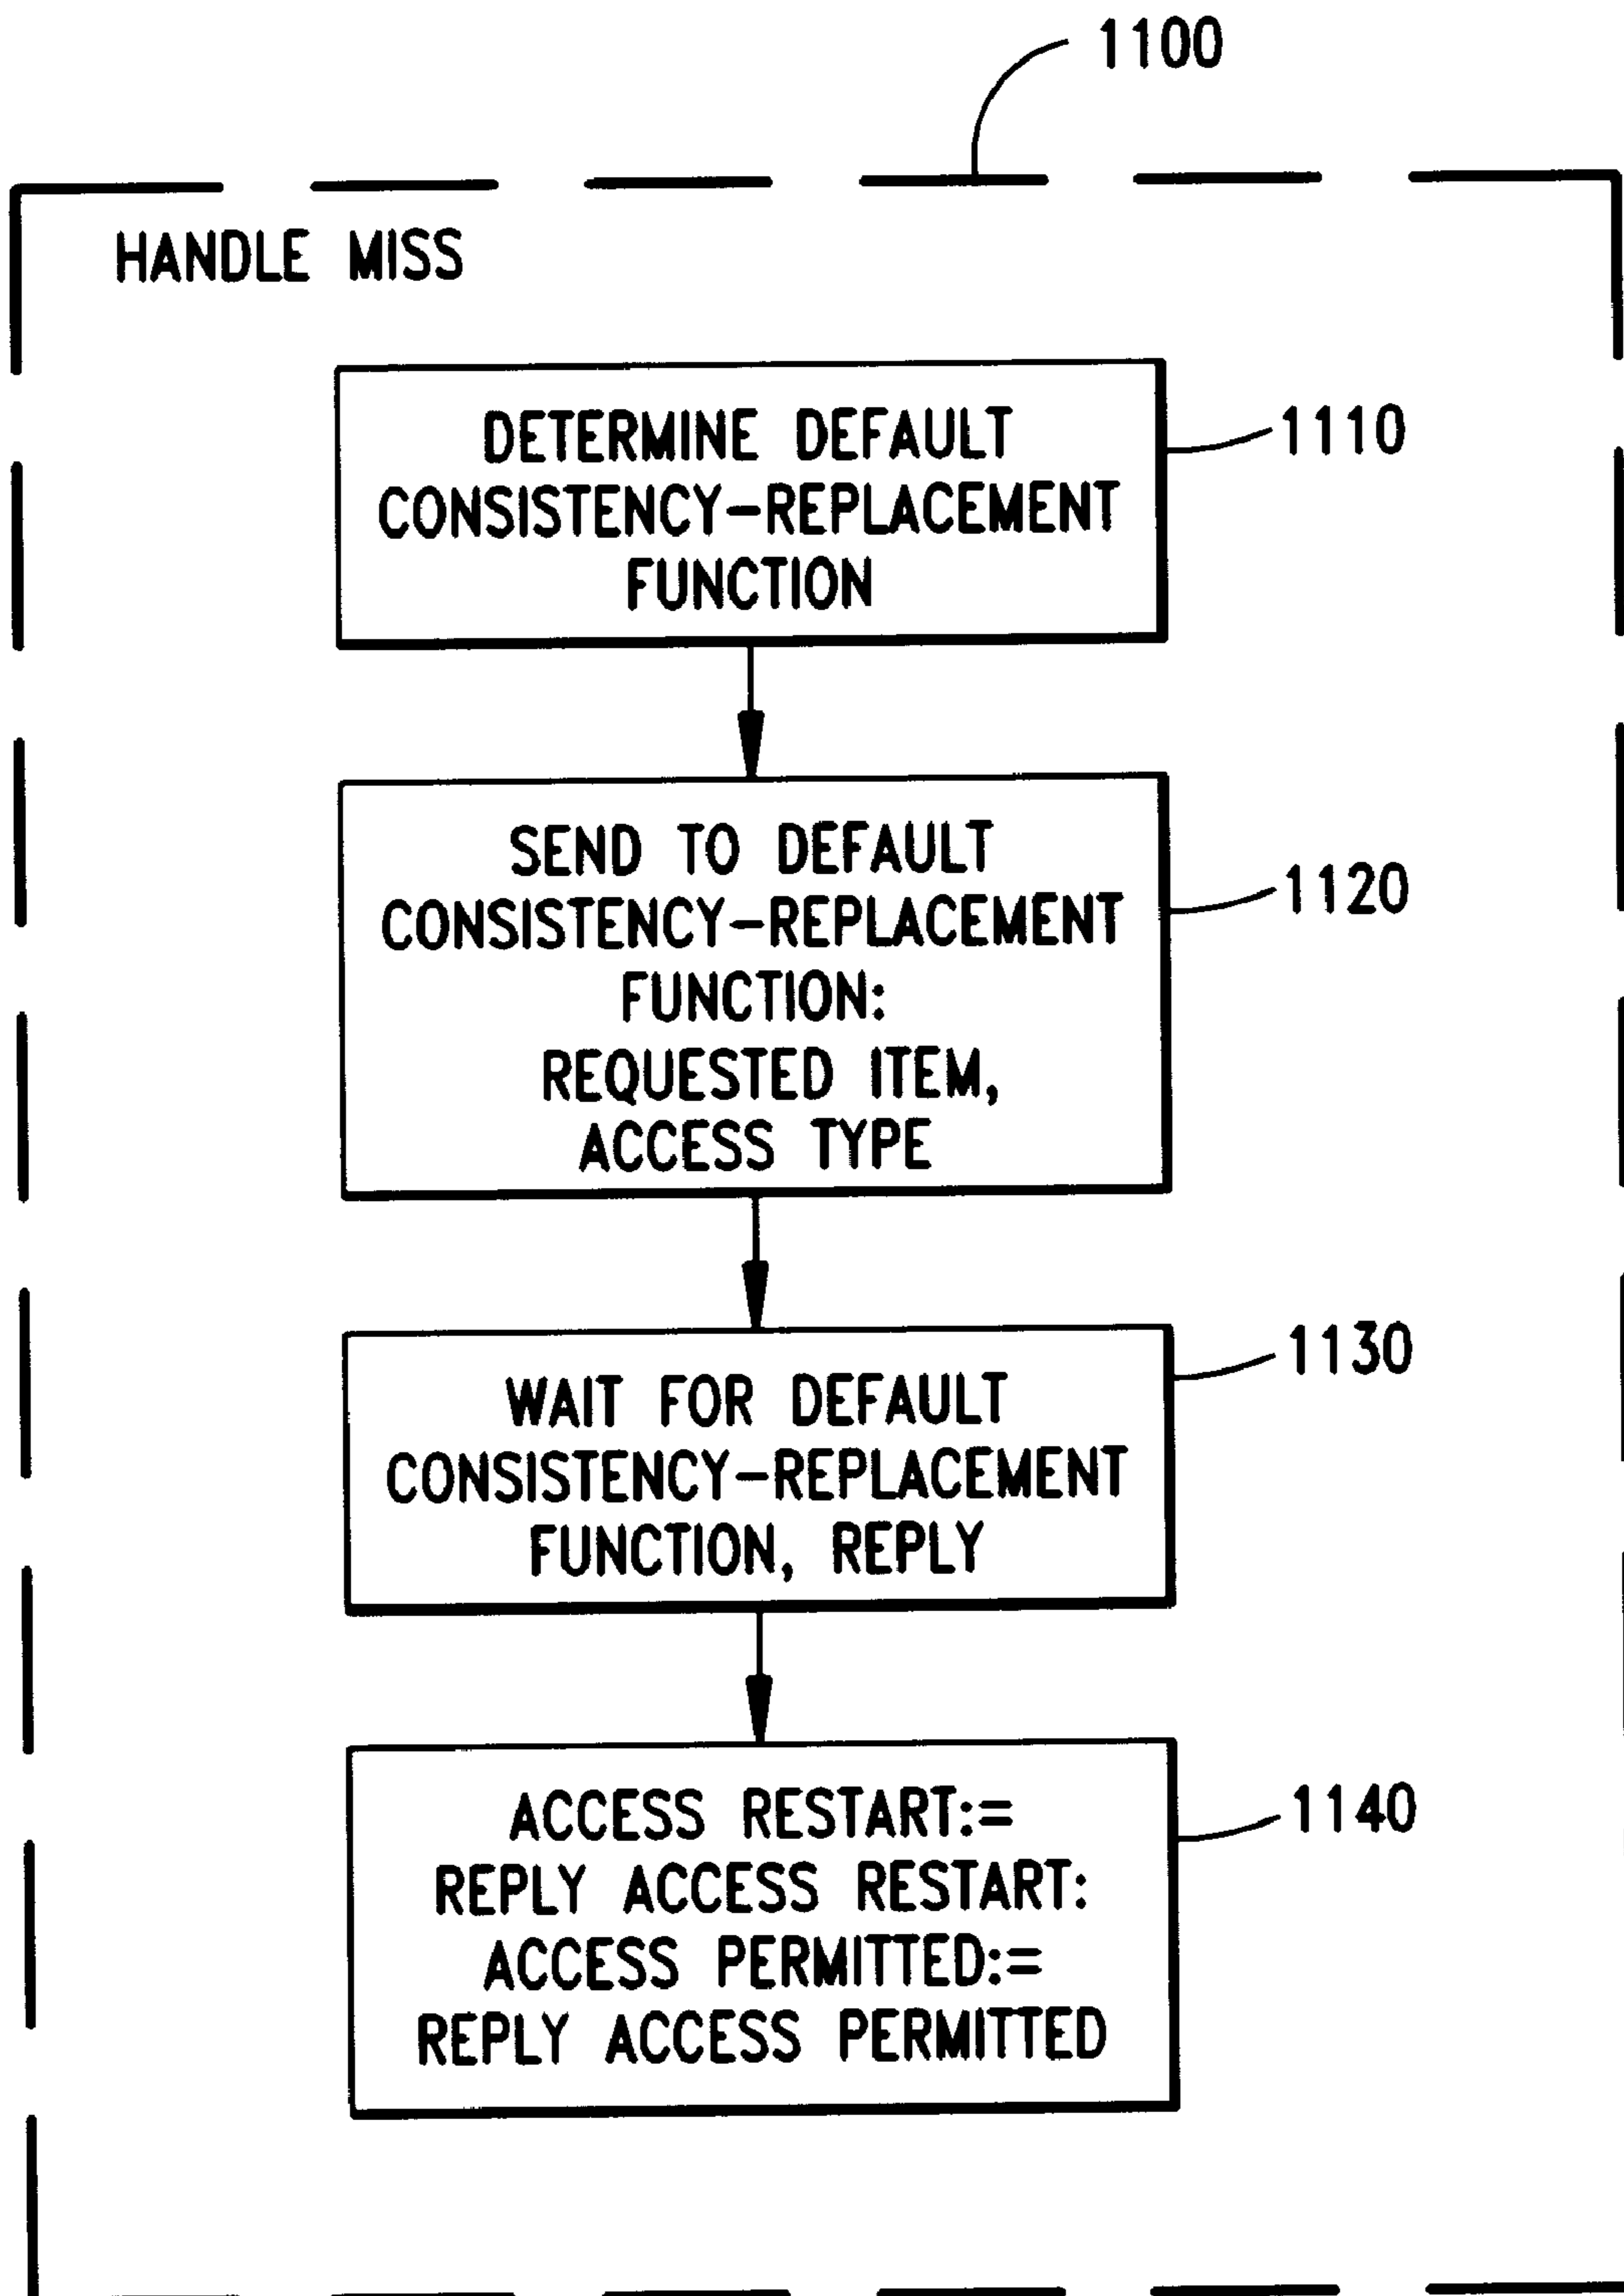 1100
HANDLE MISS
DETERMINE DEFAULT
CONSISTENCY-REPLACEMENT
FUNCTION
1110
SEND TO DEFAULT
CONSISTENCY-REPLACEMENT
FUNCTION:
REQUESTED ITEM,
ACCESS TYPE
1120
WAIT FOR DEFAULT
CONSISTENCY-REPLACEMENT
FUNCTION, REPLY
1130
ACCESS RESTART:=
REPLY ACCESS RESTART:
ACCESS PERMITTED:=
REPLY ACCESS PERMITTED
1140